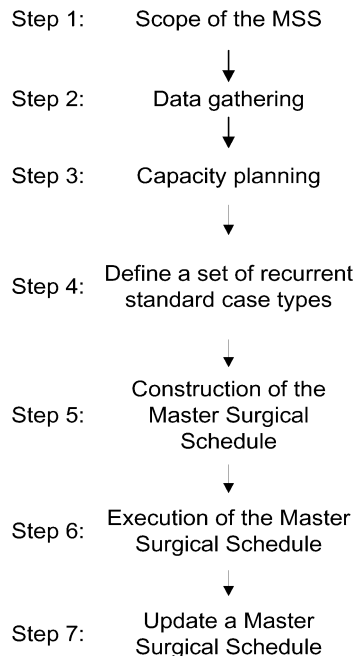 Step 1: Scope of the MSS
Step 2: Data gathering
Step 3: Capacity planning
Step 4: Define a set of recurrent
standard case types
Step 5: Construction of the
Master Surgical
Schedule
Step 6: Execution of the Master
Surgical Schedule
Step 7: Update a Master
Surgical Schedule